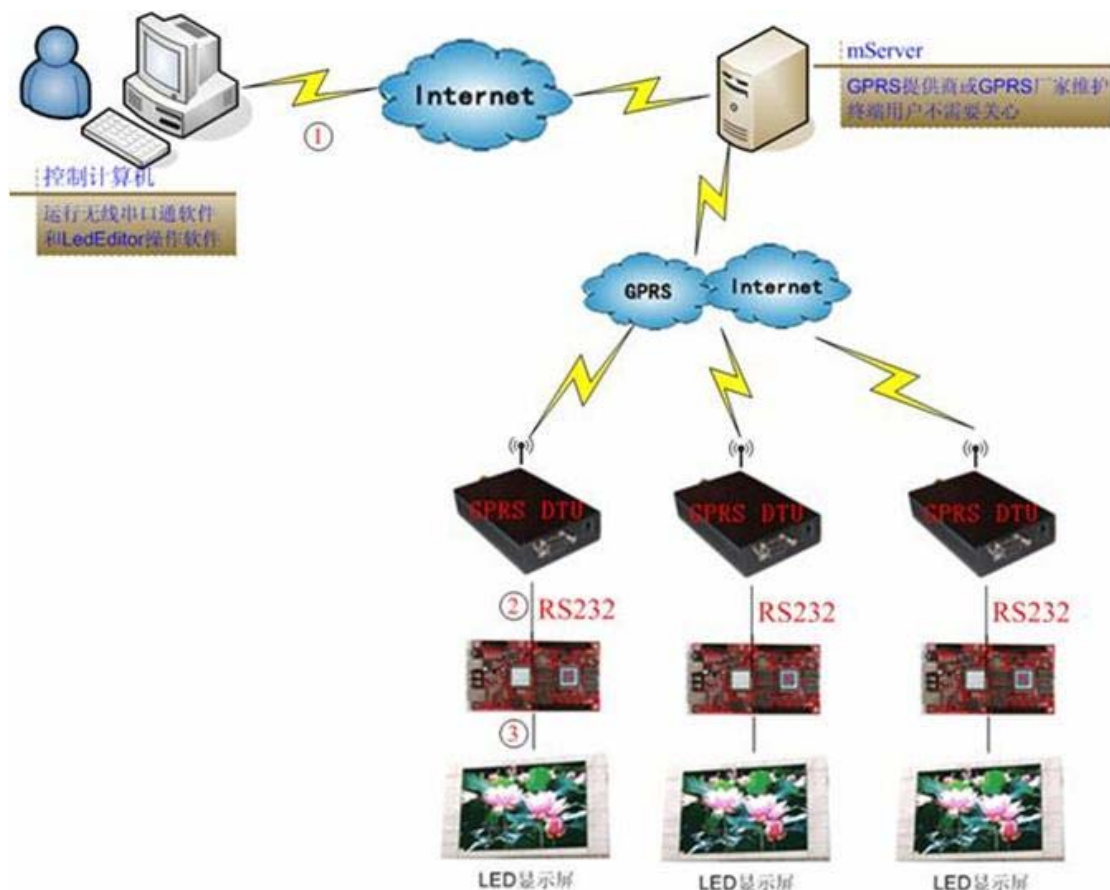 mServer
GPRS提供商或GPRS厂家维护
终端用户不需要关心
Internet
①
控制计算机
运行无线串口通软件
和LedEditor操作软件
GPRS
Internet
GPRS DTU
GPRS DTU
GPRS DTU
② RS232
RS232
RS232
③
LED显示屏
LED显示屏
LED显示屏